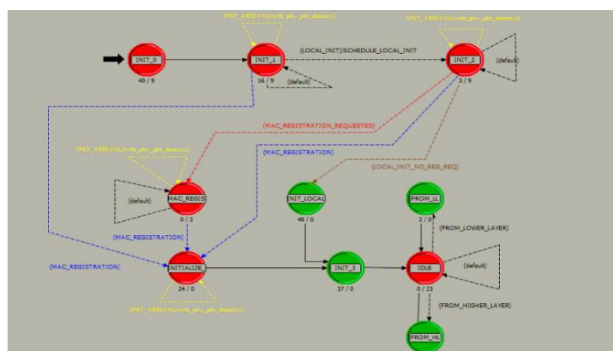 INIT_0
40 / 9
INIT_1
16 / 9
(LOCAL_INIT)/SCHEDULE_LOCAL_INIT
INIT_2
3 / 9
(default)
(default)
(MAC_REGISTRATION_REQUESTED)
(MAC_REGISTRATION)
(LOCAL_INIT_NO_REG_REQ)
MAC_REGIS
0 / 3
(default)
INIT_LOCAL
48 / 0
FROM_LL
2 / 0
(FROM_LOWER_LAYER)
(MAC_REGISTRATION)
(MAC_REGISTRATION)
INITIALIZE
24 / 0
INIT_3
37 / 0
IDLE
0 / 23
(default)
(FROM_HIGHER_LAYER)
FROM_HL